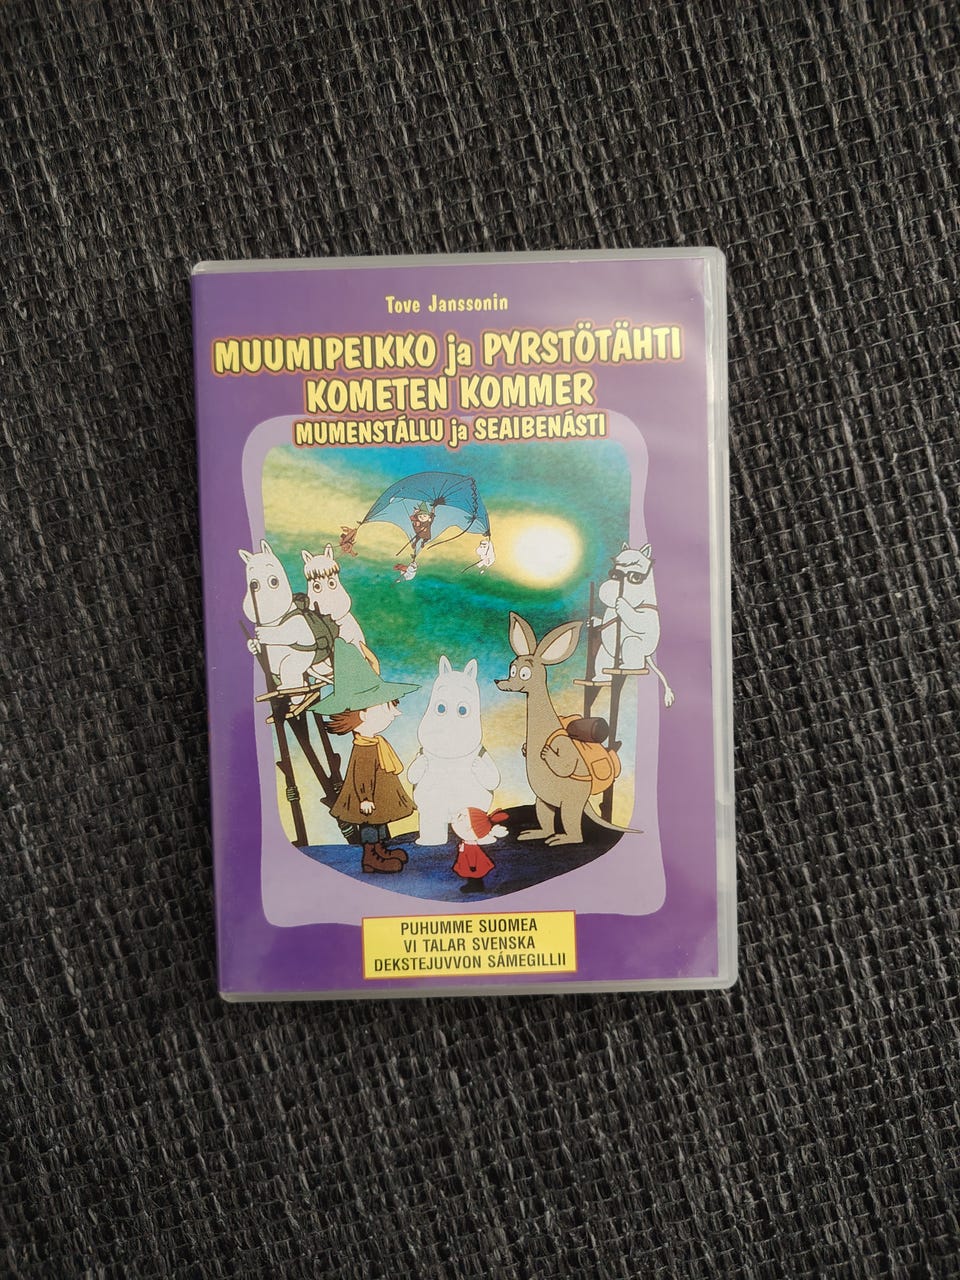 Tove Janssonin
MUUMIPEIKKO ja PYRSTÖTÄHTI
KOMETEN KOMMER
MUMENSTÁLLU ja SEAIBENÁSTI
PUHUMME SUOMEA
VI TALAR SVENSKA
DEKSTEJUVVON SÁMEGILLII